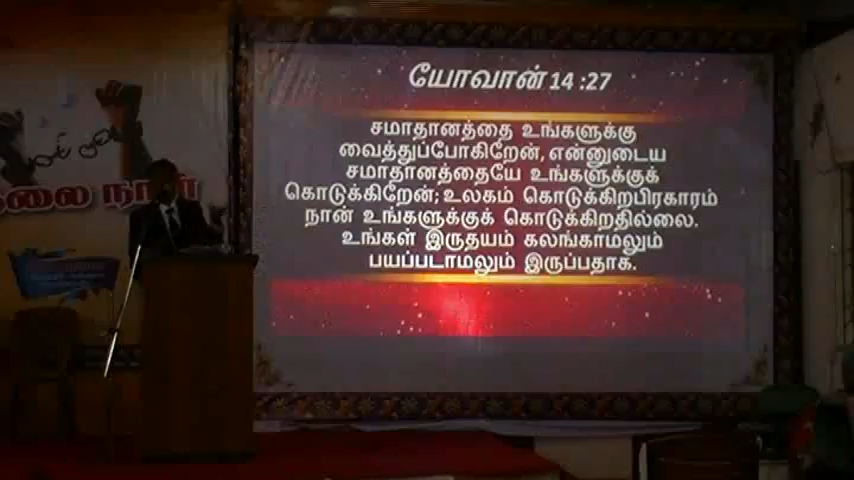 யோவான் 14 :27
சமாதானத்தை உங்களுக்கு
வைத்துப்போகிறேன், என்னுடைய
சமாதானத்தையே உங்களுக்குக்
கொடுக்கிறேன்; உலகம் கொடுக்கிறபிரகாரம்
நான் உங்களுக்குக் கொடுக்கிறதில்லை.
உங்கள் இருதயம் கலங்காமலும்
பயப்படாமலும் இருப்பதாக.